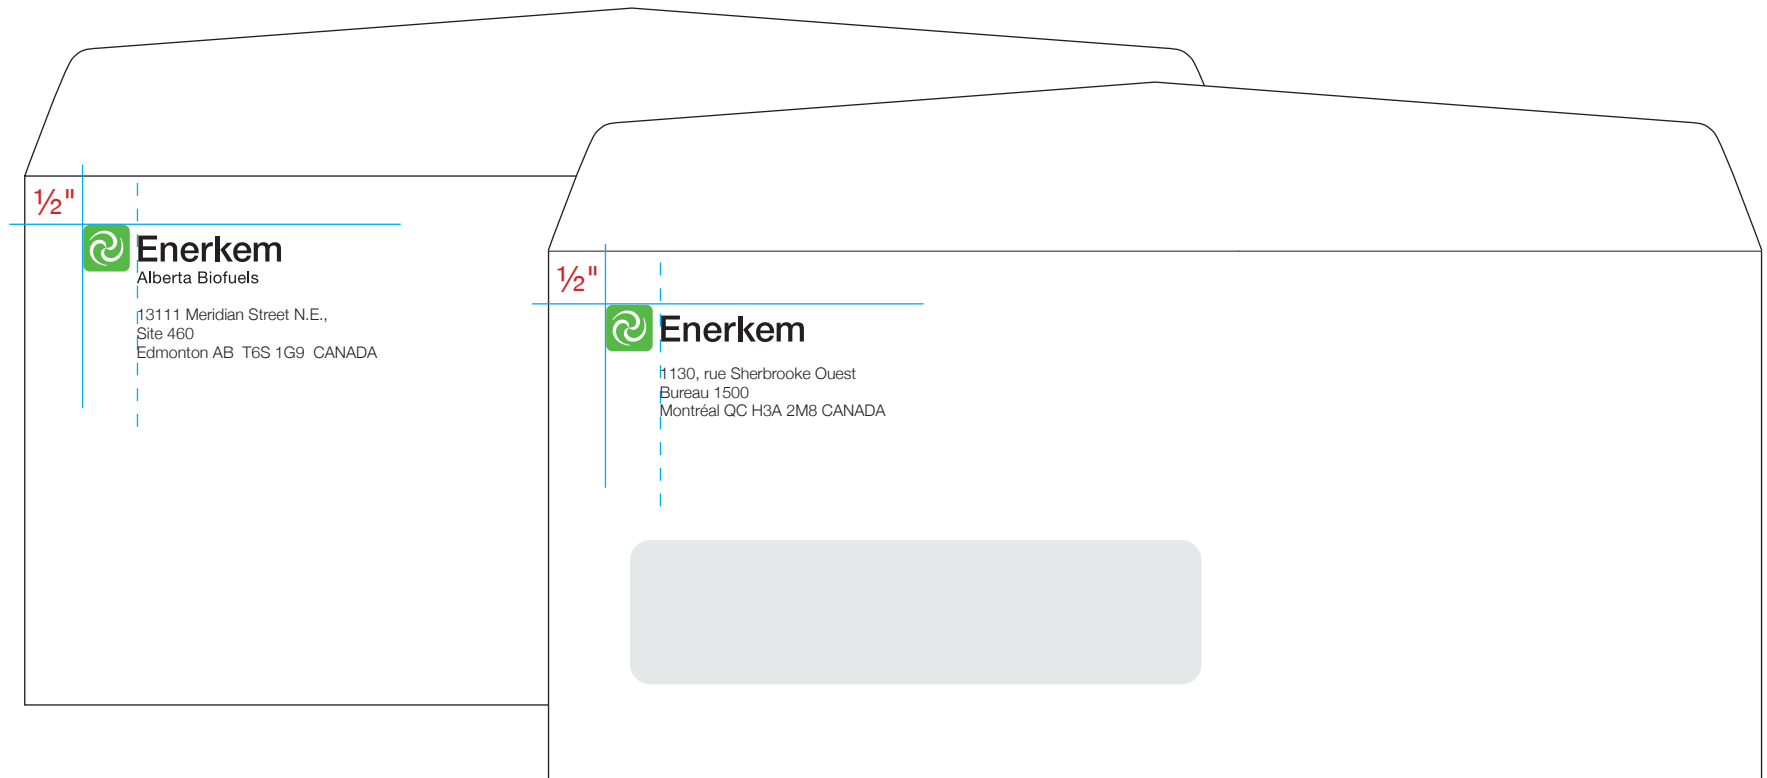 ½"
Enerkem
Alberta Biofuels
13111 Meridian Street N.E.,
Site 460
Edmonton AB  T6S 1G9  CANADA
½"
Enerkem
1130, rue Sherbrooke Ouest
Bureau 1500
Montréal QC H3A 2M8 CANADA